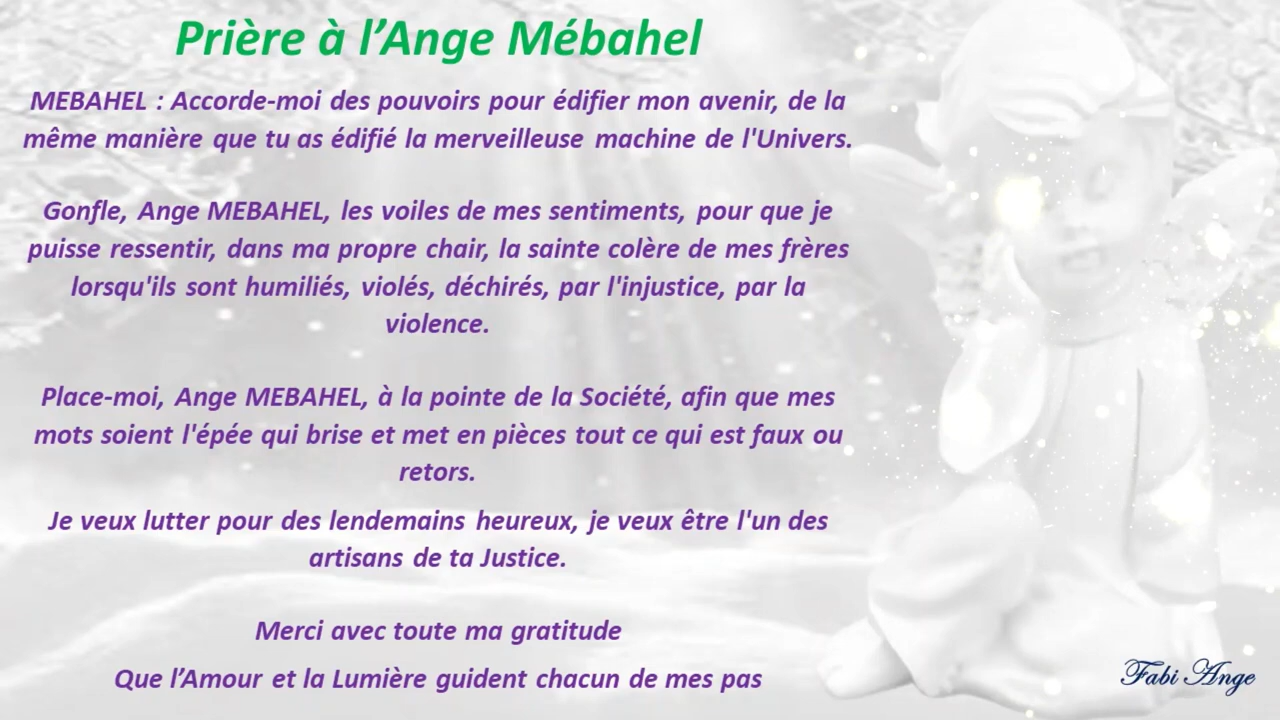 Prière à l’Ange Mébahel
MEBAHEL : Accorde-moi des pouvoirs pour édifier mon avenir, de la
même manière que tu as édifié la merveilleuse machine de l'Univers.
Gonfle, Ange MEBAHEL, les voiles de mes sentiments, pour que je
puisse ressentir, dans ma propre chair, la sainte colère de mes frères
lorsqu'ils sont humiliés, violés, déchirés, par l'injustice, par la
violence.
Place-moi, Ange MEBAHEL, à la pointe de la Société, afin que mes
mots soient l'épée qui brise et met en pièces tout ce qui est faux ou
retors.
Je veux lutter pour des lendemains heureux, je veux être l'un des
artisans de ta Justice.
Merci avec toute ma gratitude
Que l’Amour et la Lumière guident chacun de mes pas
Fabi Ange